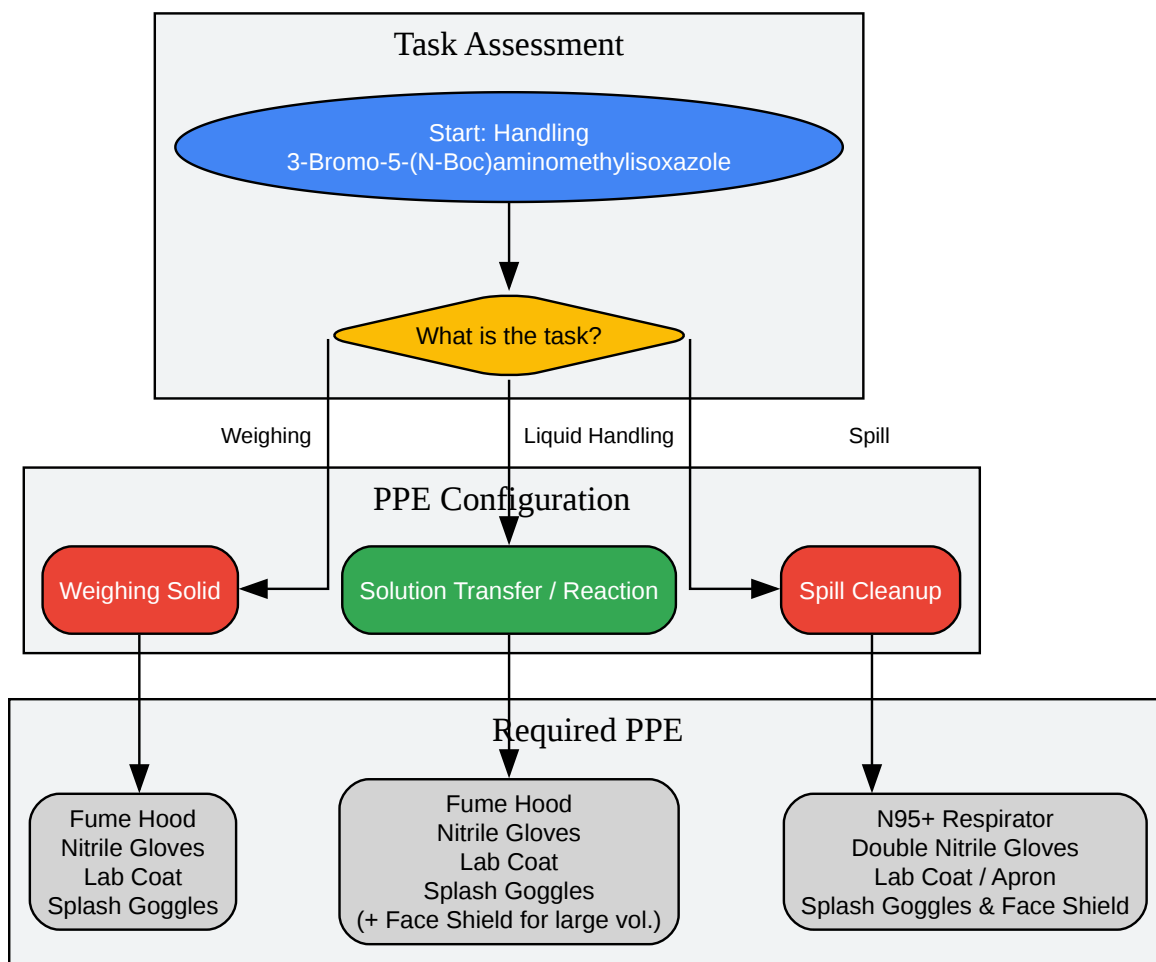 Task Assessment
Start: Handling
3-Bromo-5-(N-Boc)aminomethylisoxazole
What is the task?
Weighing
Liquid Handling
Spill
PPE Configuration
Weighing Solid
Solution Transfer / Reaction
Spill Cleanup
Required PPE
Fume Hood
Nitrile Gloves
Lab Coat
Splash Goggles
Fume Hood
Nitrile Gloves
Lab Coat
Splash Goggles
(+ Face Shield for large vol.)
N95+ Respirator
Double Nitrile Gloves
Lab Coat / Apron
Splash Goggles & Face Shield